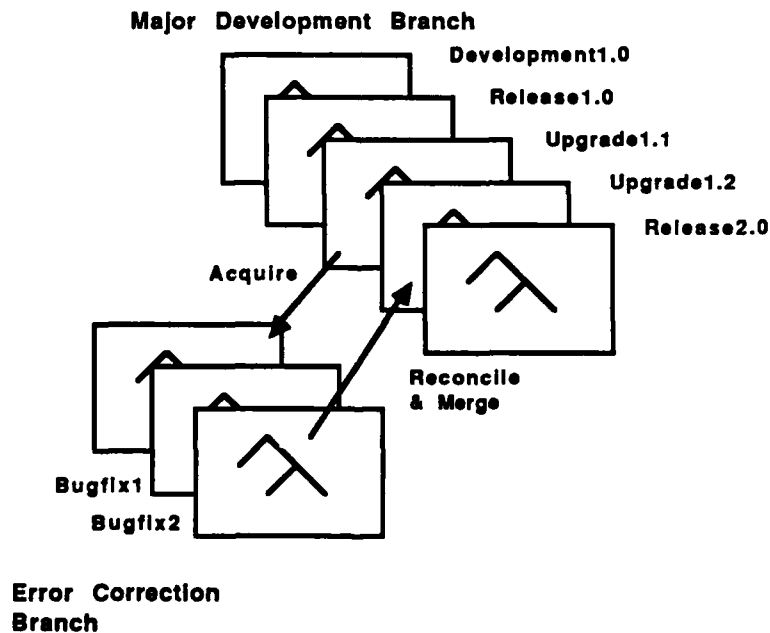 Major Development Branch
Development1.0
Release1.0
Upgrade1.1
Upgrade1.2
Release2.0
Acquire
Reconcile
& Merge
Bugfix1
Bugfix2
Error Correction
Branch